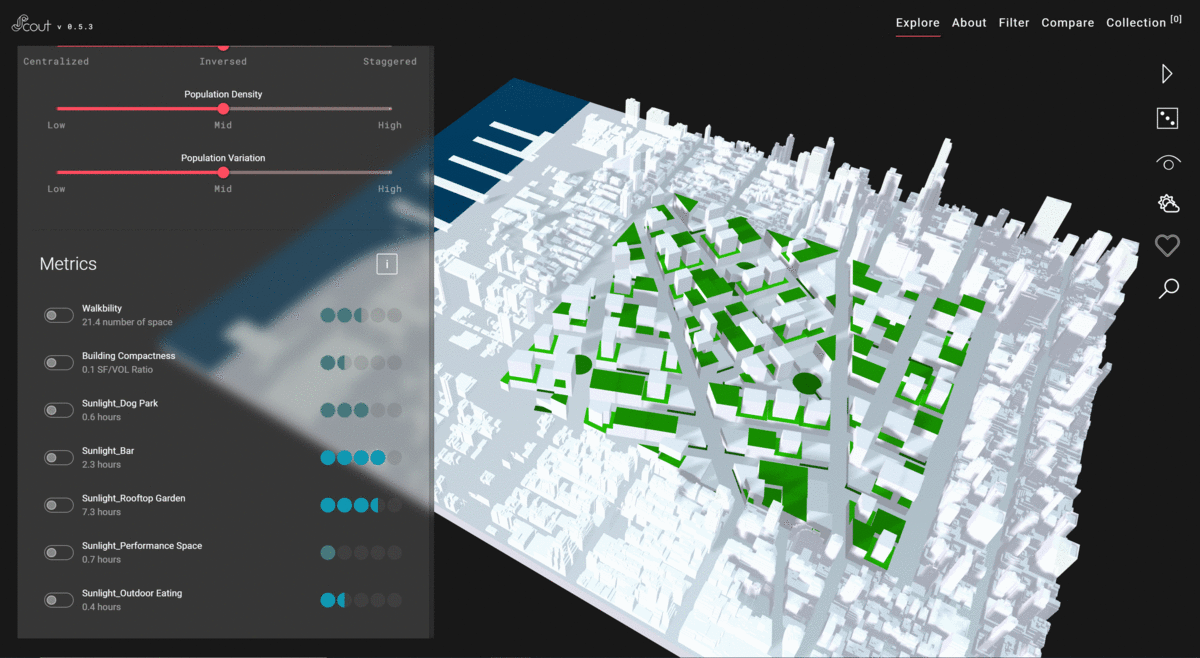 Scout v 0.5.3
Explore About Filter Compare Collection [0]
Centralized Inversed Staggered
Population Density
Low Mid High
Population Variation
Low Mid High
Metrics
i
Walkbility
21.4 number of space
Building Compactness
0.1 SF/VOL Ratio
Sunlight_Dog Park
0.6 hours
Sunlight_Bar
2.3 hours
Sunlight_Rooftop Garden
7.3 hours
Sunlight_Performance Space
0.7 hours
Sunlight_Outdoor Eating
0.4 hours